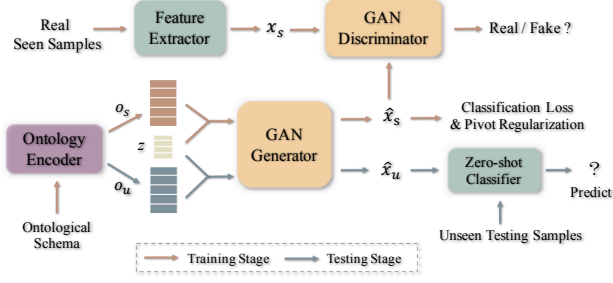 Real
Seen Samples
Feature
Extractor
x_s
GAN
Discriminator
Real / Fake ?
o_s
z
o_u
Ontology
Encoder
Ontological
Schema
GAN
Generator
x̂_s
Classification Loss
& Pivot Regularization
x̂_u
Zero-shot
Classifier
?
Predict
Unseen Testing Samples
Training Stage
Testing Stage